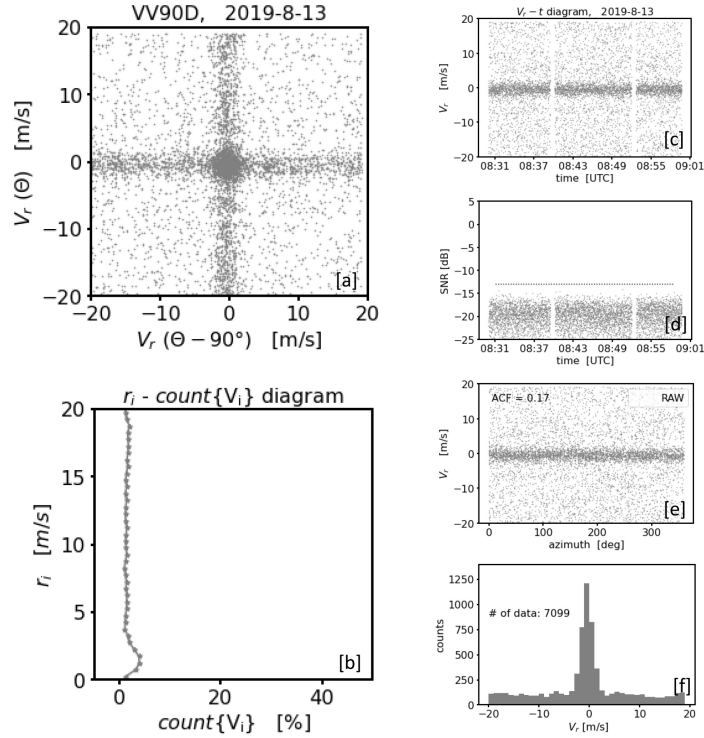 VV90D, 2019-8-13
20
10
0
−10
−20
V_r (Θ) [m/s]
−20 −10 0 10 20
V_r (Θ − 90°) [m/s]
[a]
r_i - count{V_i} diagram
20
15
10
5
0
r_i [m/s]
0 20 40
count{V_i} [%]
[b]
V_r − t diagram, 2019-8-13
20
10
0
−10
−20
V_r [m/s]
[c]
08:31 08:37 08:43 08:49 08:55 09:01
time [UTC]
5
0
−5
−10
−15
−20
−25
SNR [dB]
[d]
08:31 08:37 08:43 08:49 08:55 09:01
time [UTC]
ACF = 0.17 RAW
20
10
0
−10
−20
V_r [m/s]
[e]
0 100 200 300
azimuth [deg]
1250
1000
750
500
250
0
counts
# of data: 7099
[f]
−20 −10 0 10 20
V_r [m/s]